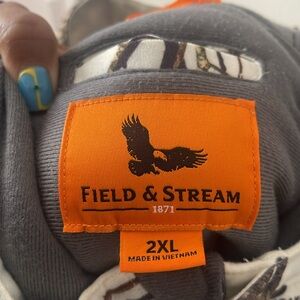 FIELD & STREAM
1871
2XL
MADE IN VIETNAM